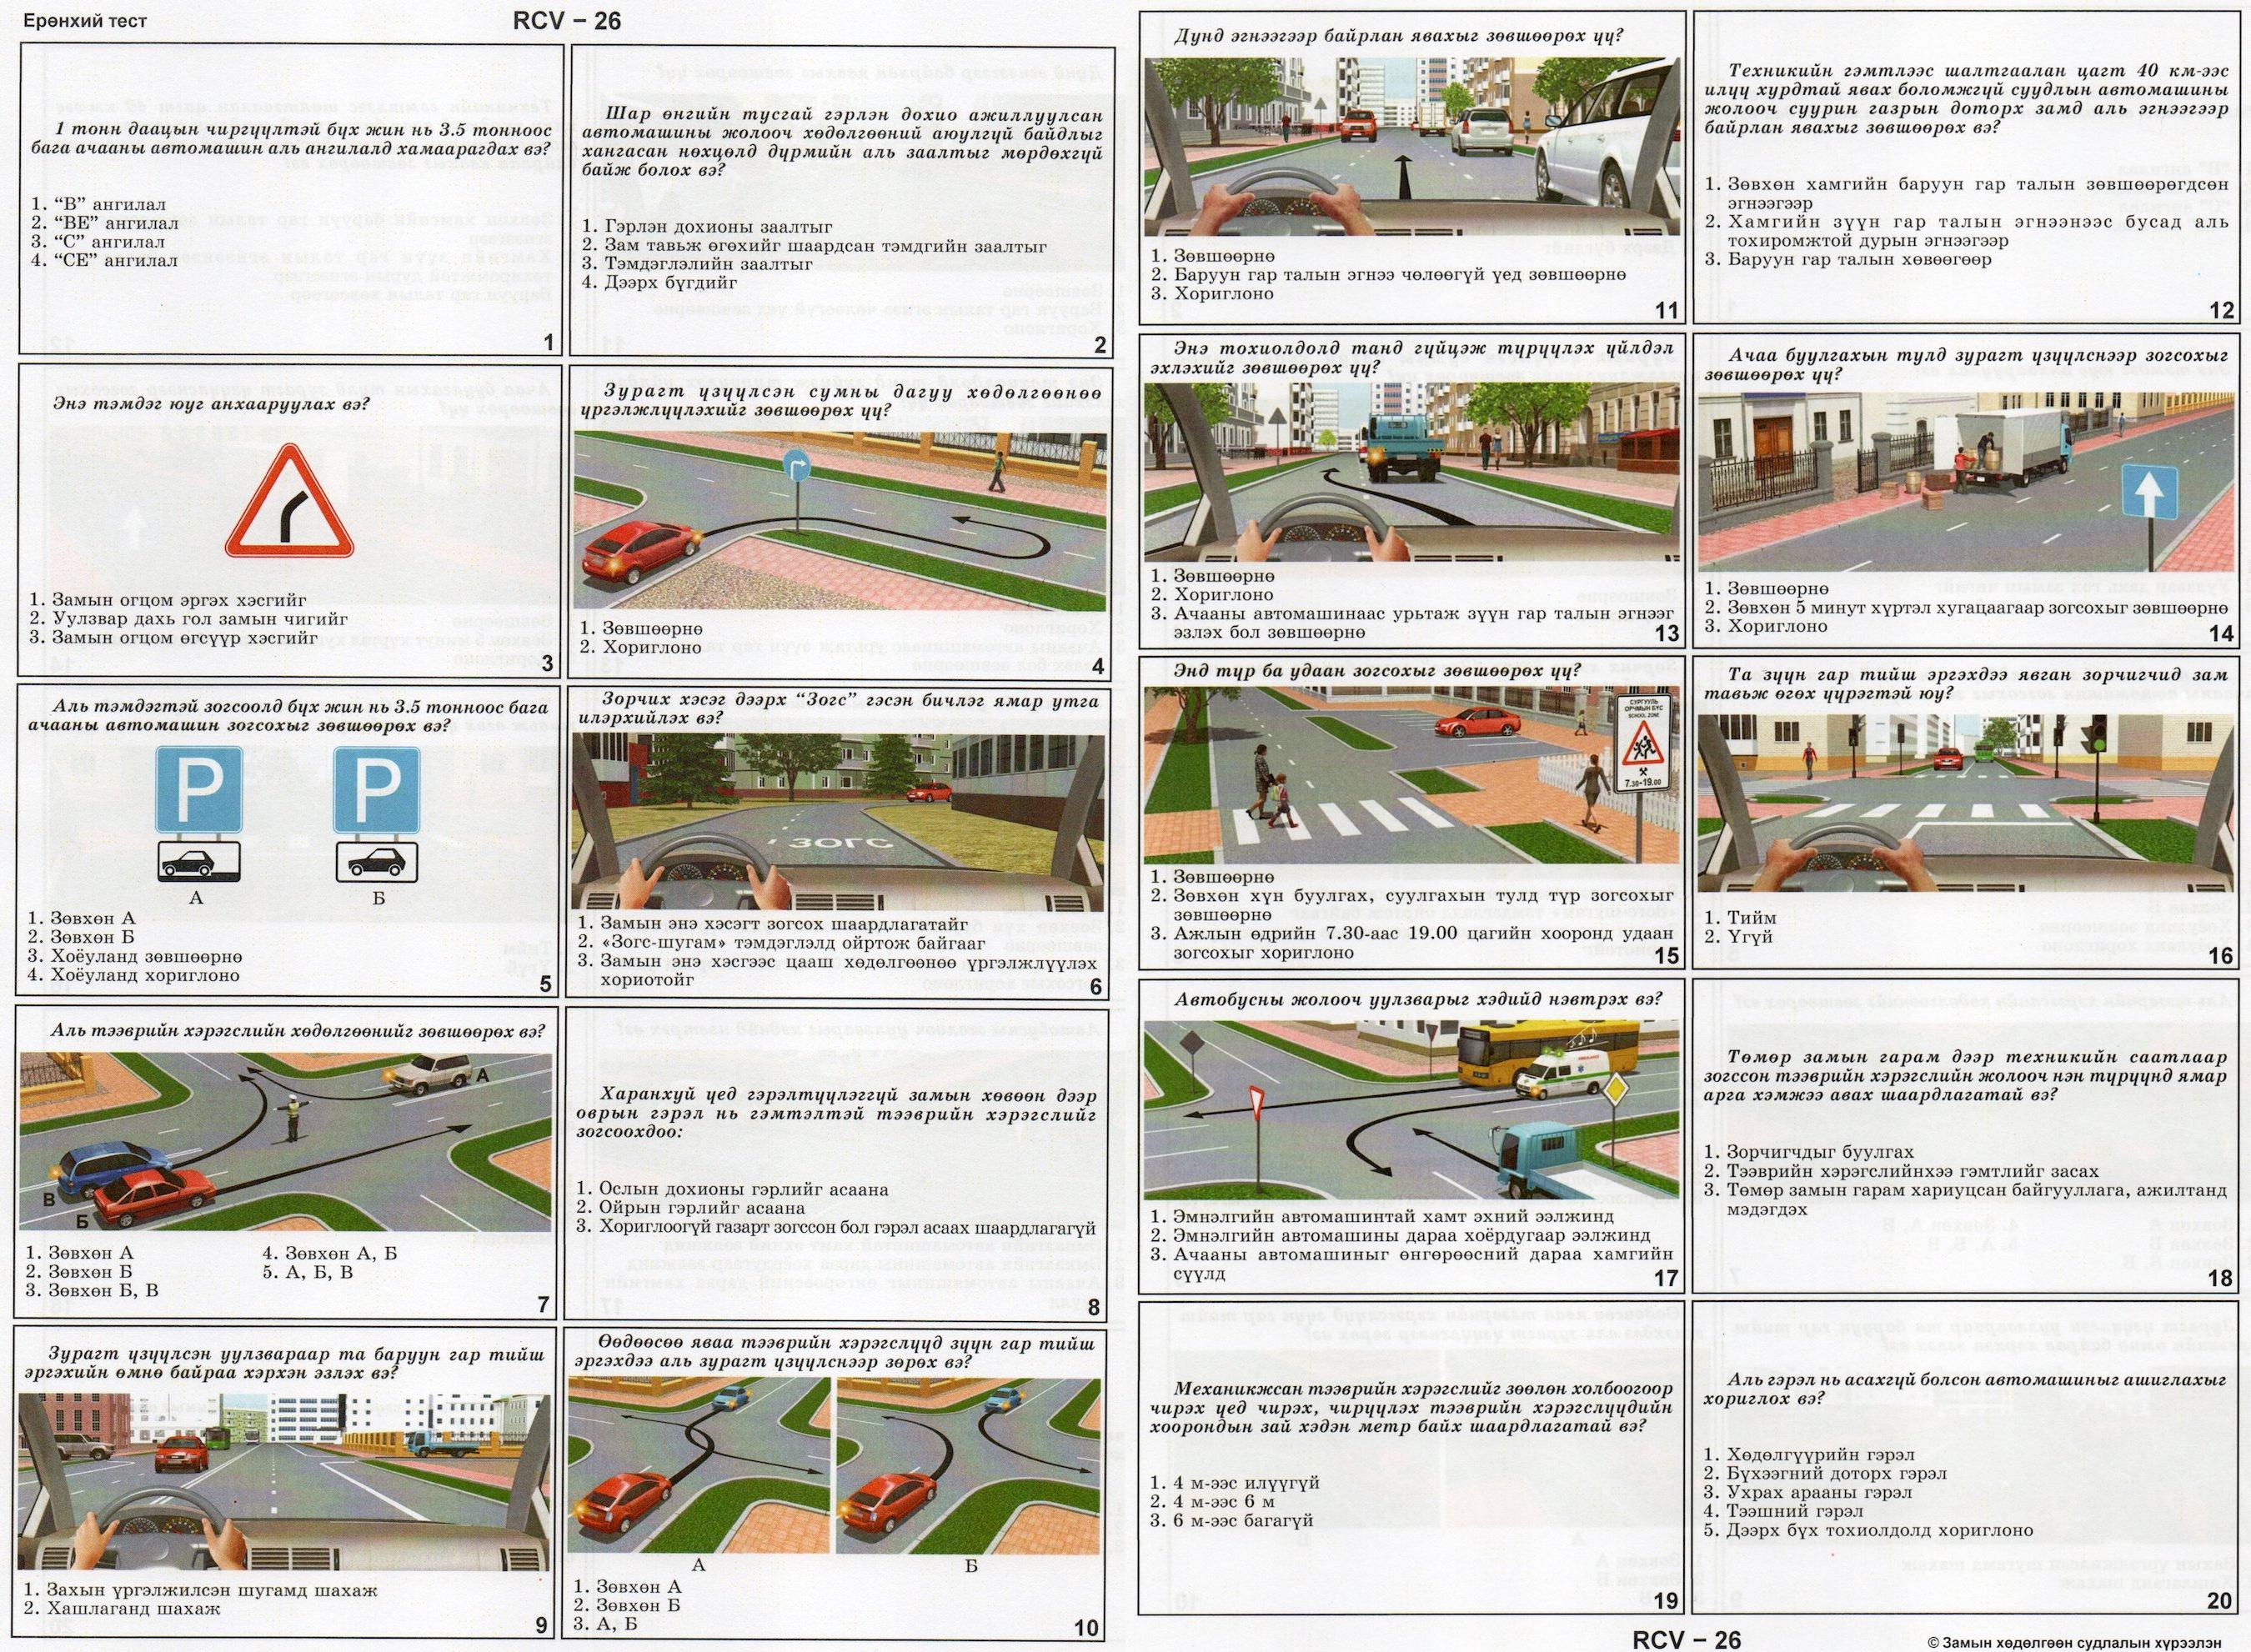 Ерөнхий тест
RCV – 26
1 тонн даацын чиргүүлтэй бүх жин нь 3.5 тонноос
бага ачааны автомашин аль ангилалд хамаарагдах вэ?
1. “B” ангилал
2. “BE” ангилал
3. “C” ангилал
4. “CE” ангилал
1
Шар өнгийн тусгай гэрлэн дохио ажиллуулсан
автомашины жолооч хөдөлгөөний аюулгүй байдлыг
хангасан нөхцөлд дүрмийн аль заалтыг мөрдөхгүй
байж болох вэ?
1. Гэрлэн дохионы заалтыг
2. Зам тавьж өгөхийг шаардсан тэмдгийн заалтыг
3. Тэмдэглэлийн заалтыг
4. Дээрх бүгдийг
2
Энэ тэмдэг юуг анхааруулах вэ?
1. Замын огцом эргэх хэсгийг
2. Уулзвар дахь гол замын чигийг
3. Замын огцом өгсүүр хэсгийг
3
Зурагт үзүүлсэн сумны дагуу хөдөлгөөнөө
үргэлжлүүлэхийг зөвшөөрөх үү?
1. Зөвшөөрнө
2. Хориглоно
4
Аль тэмдэгтэй зогсоолд бүх жин нь 3.5 тонноос бага
ачааны автомашин зогсохыг зөвшөөрөх вэ?
P P
А Б
1. Зөвхөн А
2. Зөвхөн Б
3. Хоёуланд зөвшөөрнө
4. Хоёуланд хориглоно
5
Зорчих хэсэг дээрх “Зогс” гэсэн бичлэг ямар утга
илэрхийлэх вэ?
ЗОГС
1. Замын энэ хэсэгт зогсох шаардлагатайг
2. «Зогс-шугам» тэмдэглэлд ойртож байгааг
3. Замын энэ хэсгээс цааш хөдөлгөөнөө үргэлжлүүлэх
хориотойг
6
Аль тээврийн хэрэгслийн хөдөлгөөнийг зөвшөөрөх вэ?
А
В
Б
1. Зөвхөн А
2. Зөвхөн Б
3. Зөвхөн Б, В
4. Зөвхөн А, Б
5. А, Б, В
7
Харанхуй үед гэрэлтүүлэггүй замын хөвөөн дээр
оврын гэрэл нь гэмтэлтэй тээврийн хэрэгслийг
зогсоохдоо:
1. Ослын дохионы гэрлийг асаана
2. Ойрын гэрлийг асаана
3. Хориглоогүй газарт зогссон бол гэрэл асаах шаардлагагүй
8
Зурагт үзүүлсэн уулзвараар та баруун гар тийш
эргэхийн өмнө байраа хэрхэн эзлэх вэ?
1. Захын үргэлжилсэн шугамд шахаж
2. Хашлаганд шахаж
9
Өөдөөсөө яваа тээврийн хэрэгслүүд зүүн гар тийш
эргэхдээ аль зурагт үзүүлснээр зөрөх вэ?
А Б
1. Зөвхөн А
2. Зөвхөн Б
3. А, Б
10
Дунд эгнээгээр байрлан явахыг зөвшөөрөх үү?
1. Зөвшөөрнө
2. Баруун гар талын эгнээ чөлөөгүй үед зөвшөөрнө
3. Хориглоно
11
Техникийн гэмтлээс шалтгаалан цагт 40 км-ээс
илүү хурдтай явах боломжгүй суудлын автомашины
жолооч суурин газрын доторх замд аль эгнээгээр
байрлан явахыг зөвшөөрөх вэ?
1. Зөвхөн хамгийн баруун гар талын зөвшөөрөгдсөн
эгнээгээр
2. Хамгийн зүүн гар талын эгнээнээс бусад аль
тохиромжтой дурын эгнээгээр
3. Баруун гар талын хөвөөгөөр
12
Энэ тохиолдолд танд гүйцэж түрүүлэх үйлдэл
эхлэхийг зөвшөөрөх үү?
1. Зөвшөөрнө
2. Хориглоно
3. Ачааны автомашинаас урьтаж зүүн гар талын эгнээг
эзлэх бол зөвшөөрнө
13
Ачаа буулгахын тулд зурагт үзүүлснээр зогсохыг
зөвшөөрөх үү?
1. Зөвшөөрнө
2. Зөвхөн 5 минут хүртэл хугацаагаар зогсохыг зөвшөөрнө
3. Хориглоно
14
Энд түр ба удаан зогсохыг зөвшөөрөх үү?
СУРГУУЛЬ
ОРЧМЫН БҮС
SCHOOL ZONE
7.30-19.00
1. Зөвшөөрнө
2. Зөвхөн хүн буулгах, суулгахын тулд түр зогсохыг
зөвшөөрнө
3. Ажлын өдрийн 7.30-аас 19.00 цагийн хооронд удаан
зогсохыг хориглоно
15
Та зүүн гар тийш эргэхдээ явган зорчигчид зам
тавьж өгөх үүрэгтэй юу?
1. Тийм
2. Үгүй
16
Автобусны жолооч уулзварыг хэдийд нэвтрэх вэ?
AMBULANCE
1. Эмнэлгийн автомашинтай хамт эхний ээлжинд
2. Эмнэлгийн автомашины дараа хоёрдугаар ээлжинд
3. Ачааны автомашиныг өнгөрөөсний дараа хамгийн
сүүлд
17
Төмөр замын гарам дээр техникийн саатлаар
зогссон тээврийн хэрэгслийн жолооч нэн түрүүнд ямар
арга хэмжээ авах шаардлагатай вэ?
1. Зорчигчдыг буулгах
2. Тээврийн хэрэгслийнхээ гэмтлийг засах
3. Төмөр замын гарам хариуцсан байгууллага, ажилтанд
мэдэгдэх
18
Механикжсан тээврийн хэрэгслийг зөөлөн холбоогоор
чирэх үед чирэх, чирүүлэх тээврийн хэрэгслүүдийн
хоорондын зай хэдэн метр байх шаардлагатай вэ?
1. 4 м-ээс илүүгүй
2. 4 м-ээс 6 м
3. 6 м-ээс багагүй
19
Аль гэрэл нь асахгүй болсон автомашиныг ашиглахыг
хориглох вэ?
1. Хөдөлгүүрийн гэрэл
2. Бүхээгний доторх гэрэл
3. Ухрах арааны гэрэл
4. Тээшний гэрэл
5. Дээрх бүх тохиолдолд хориглоно
20
RCV – 26
© Замын хөдөлгөөн судлалын хүрээлэн